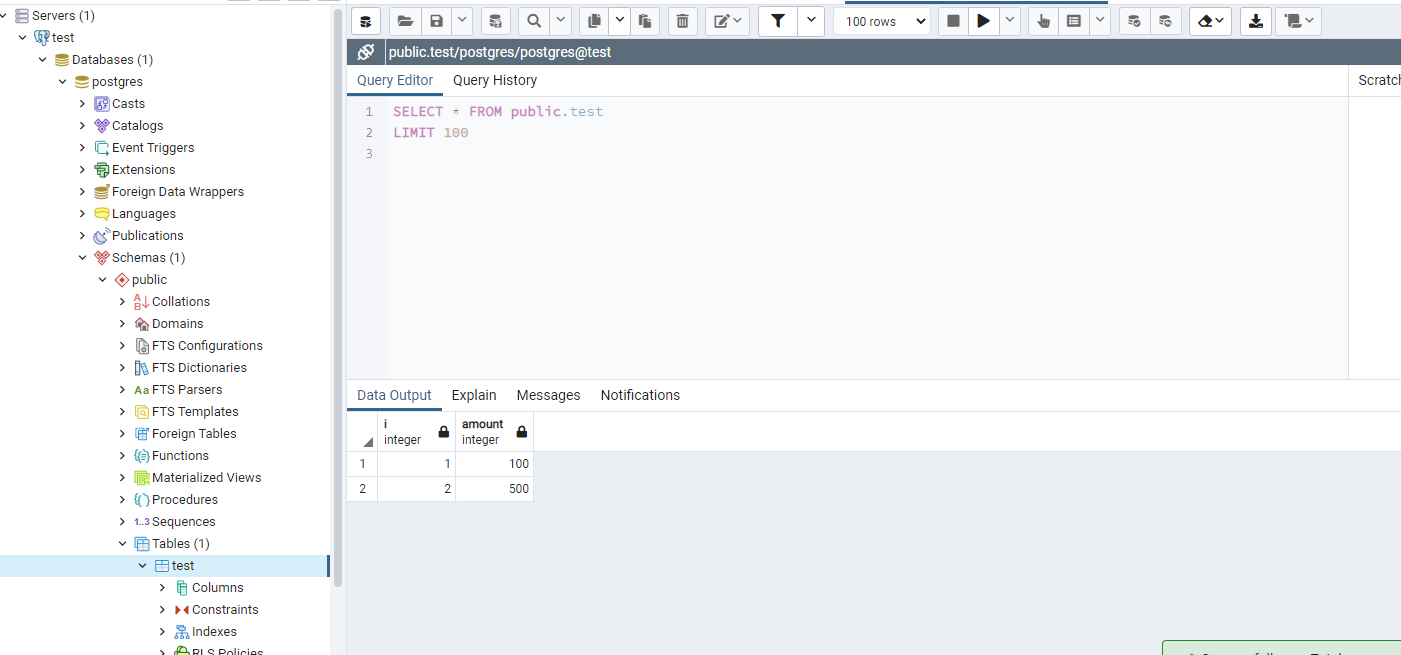 Servers (1)
test
Databases (1)
postgres
Casts
Catalogs
Event Triggers
Extensions
Foreign Data Wrappers
Languages
Publications
Schemas (1)
public
Collations
Domains
FTS Configurations
FTS Dictionaries
Aa FTS Parsers
FTS Templates
Foreign Tables
Functions
Materialized Views
Procedures
1..3 Sequences
Tables (1)
test
Columns
Constraints
Indexes
RLS Policies
100 rows
public.test/postgres/postgres@test
Query Editor Query History
1 SELECT * FROM public.test
2 LIMIT 100
3
Data Output Explain Messages Notifications
i amount
integer integer
1 1 100
2 2 500